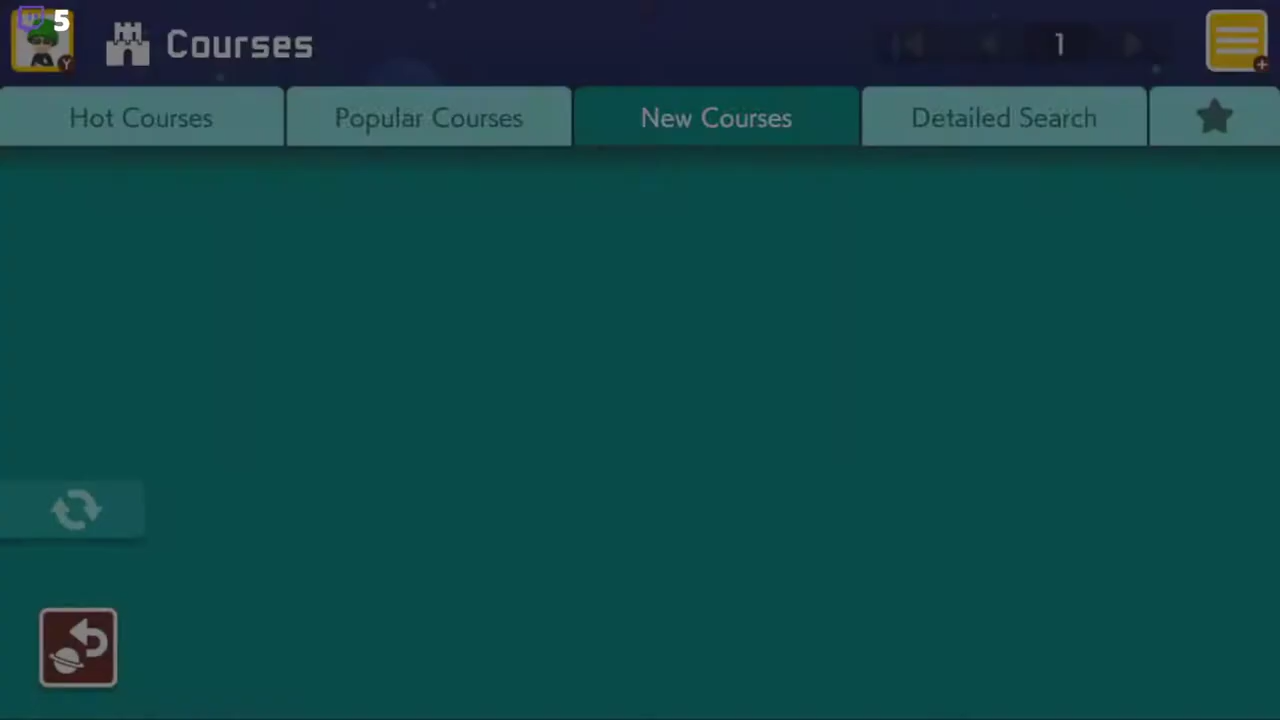 5
Y
Courses
1
+
Hot Courses
Popular Courses
New Courses
Detailed Search